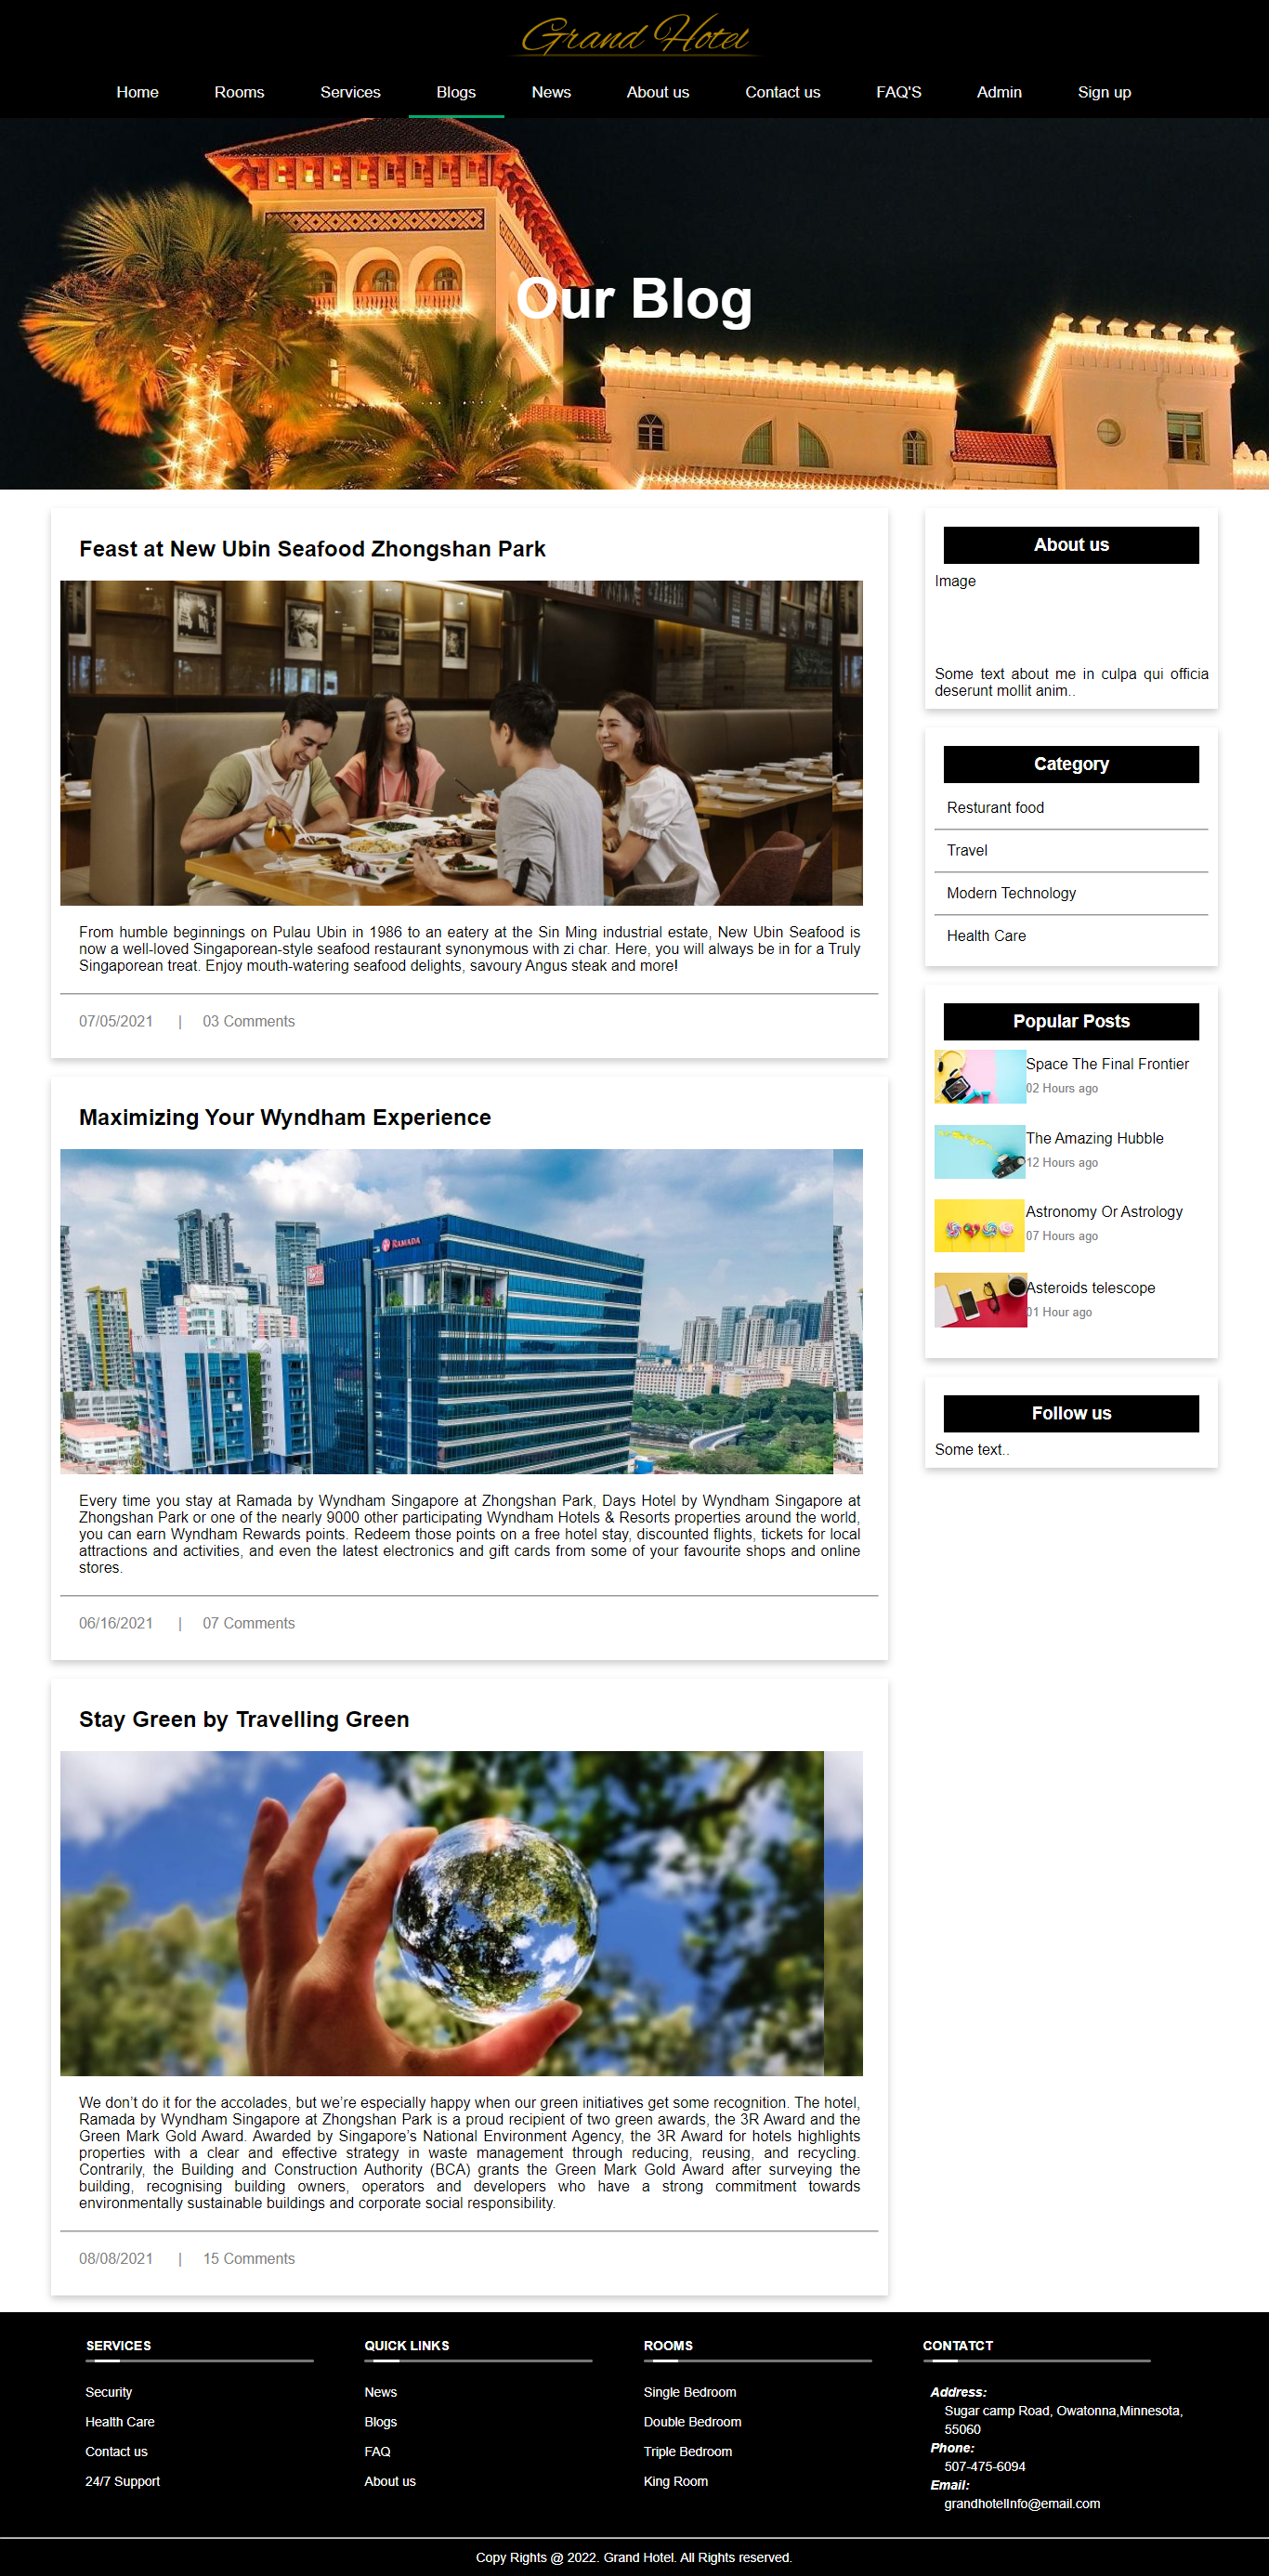 Grand Hotel
Home Rooms Services Blogs News About us Contact us FAQ'S Admin Sign up
Our Blog
Feast at New Ubin Seafood Zhongshan Park
From humble beginnings on Pulau Ubin in 1986 to an eatery at the Sin Ming industrial estate, New Ubin Seafood is
now a well-loved Singaporean-style seafood restaurant synonymous with zi char. Here, you will always be in for a Truly
Singaporean treat. Enjoy mouth-watering seafood delights, savoury Angus steak and more!
07/05/2021 | 03 Comments
Maximizing Your Wyndham Experience
RAMADA
Every time you stay at Ramada by Wyndham Singapore at Zhongshan Park, Days Hotel by Wyndham Singapore at
Zhongshan Park or one of the nearly 9000 other participating Wyndham Hotels & Resorts properties around the world,
you can earn Wyndham Rewards points. Redeem those points on a free hotel stay, discounted flights, tickets for local
attractions and activities, and even the latest electronics and gift cards from some of your favourite shops and online
stores.
06/16/2021 | 07 Comments
Stay Green by Travelling Green
We don’t do it for the accolades, but we’re especially happy when our green initiatives get some recognition. The hotel,
Ramada by Wyndham Singapore at Zhongshan Park is a proud recipient of two green awards, the 3R Award and the
Green Mark Gold Award. Awarded by Singapore’s National Environment Agency, the 3R Award for hotels highlights
properties with a clear and effective strategy in waste management through reducing, reusing, and recycling.
Contrarily, the Building and Construction Authority (BCA) grants the Green Mark Gold Award after surveying the
building, recognising building owners, operators and developers who have a strong commitment towards
environmentally sustainable buildings and corporate social responsibility.
08/08/2021 | 15 Comments
About us
Image
Some text about me in culpa qui officia
deserunt mollit anim..
Category
Resturant food
Travel
Modern Technology
Health Care
Popular Posts
Space The Final Frontier
02 Hours ago
The Amazing Hubble
12 Hours ago
Astronomy Or Astrology
07 Hours ago
Asteroids telescope
01 Hour ago
Follow us
Some text..
SERVICES
Security
Health Care
Contact us
24/7 Support
QUICK LINKS
News
Blogs
FAQ
About us
ROOMS
Single Bedroom
Double Bedroom
Triple Bedroom
King Room
CONTATCT
Address:
Sugar camp Road, Owatonna,Minnesota,
55060
Phone:
507-475-6094
Email:
grandhotelInfo@email.com
Copy Rights @ 2022. Grand Hotel. All Rights reserved.